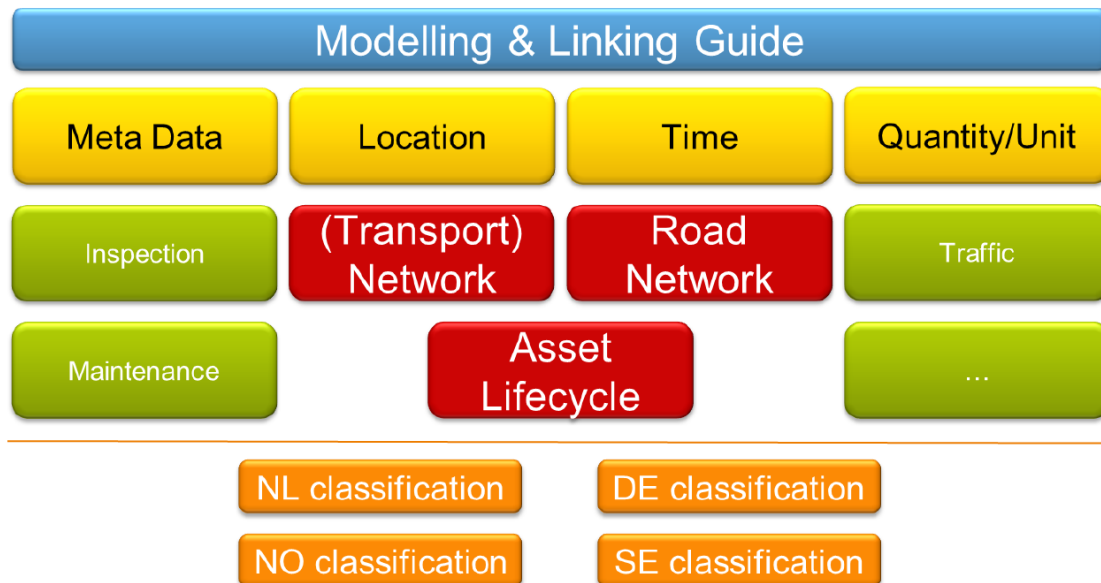 Modelling & Linking Guide
Meta Data
Location
Time
Quantity/Unit
Inspection
(Transport)
Network
Road
Network
Traffic
Maintenance
Asset
Lifecycle
...
NL classification
DE classification
NO classification
SE classification